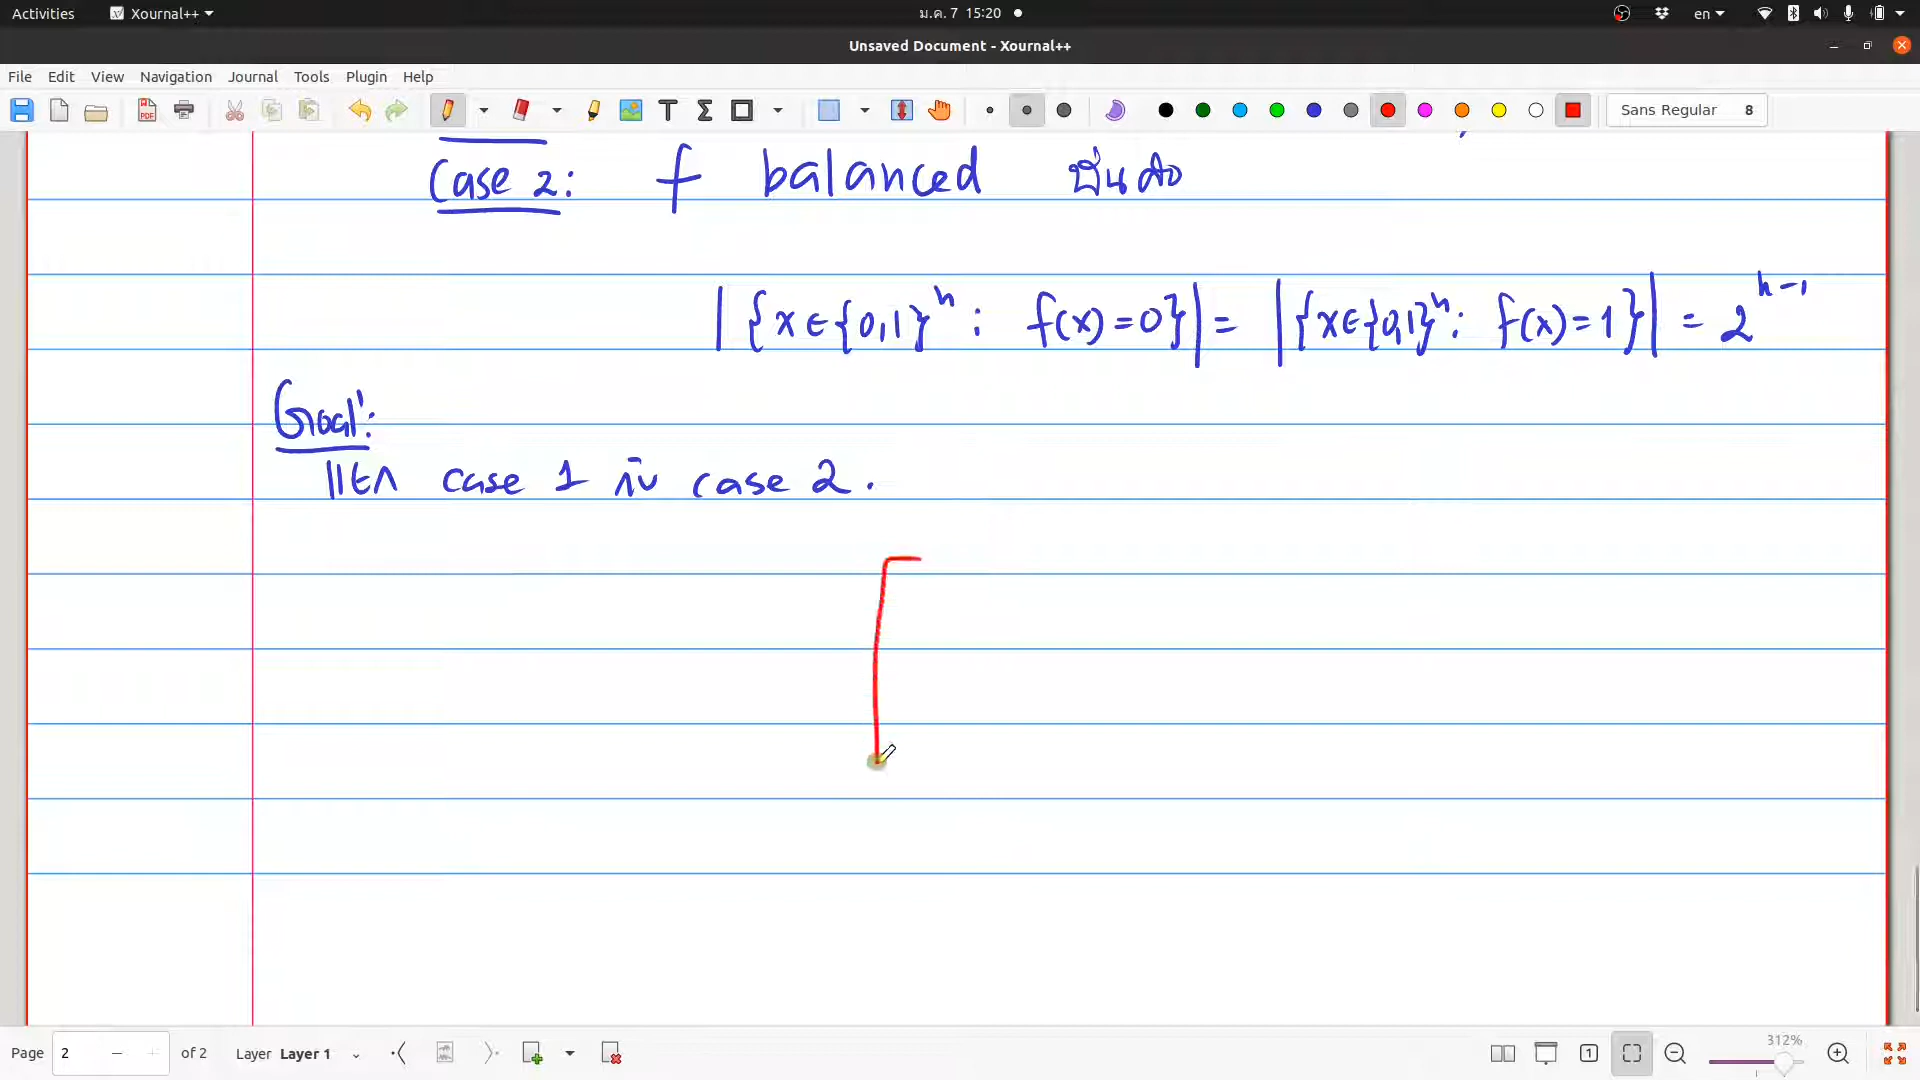 Activities Xournal++ ม.ค. 7 15:20 en
Unsaved Document - Xournal++
File Edit View Navigation Journal Tools Plugin Help
Sans Regular 8
Case 2: f balanced นั่นคือ
|{x∈{0,1}ⁿ: f(x)=0}| = |{x∈{0,1}ⁿ: f(x)=1}| = 2ⁿ⁻¹
Goal:
แยก case 1 กับ case 2.
Page 2 of 2 Layer Layer 1 312%